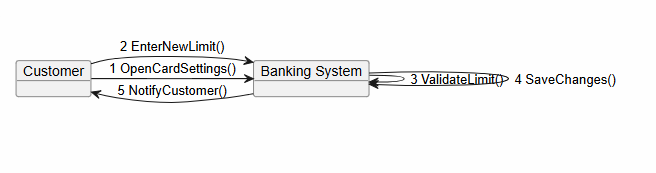 2 EnterNewLimit()
Customer
1 OpenCardSettings()
Banking System
3 ValidateLimit()
4 SaveChanges()
5 NotifyCustomer()